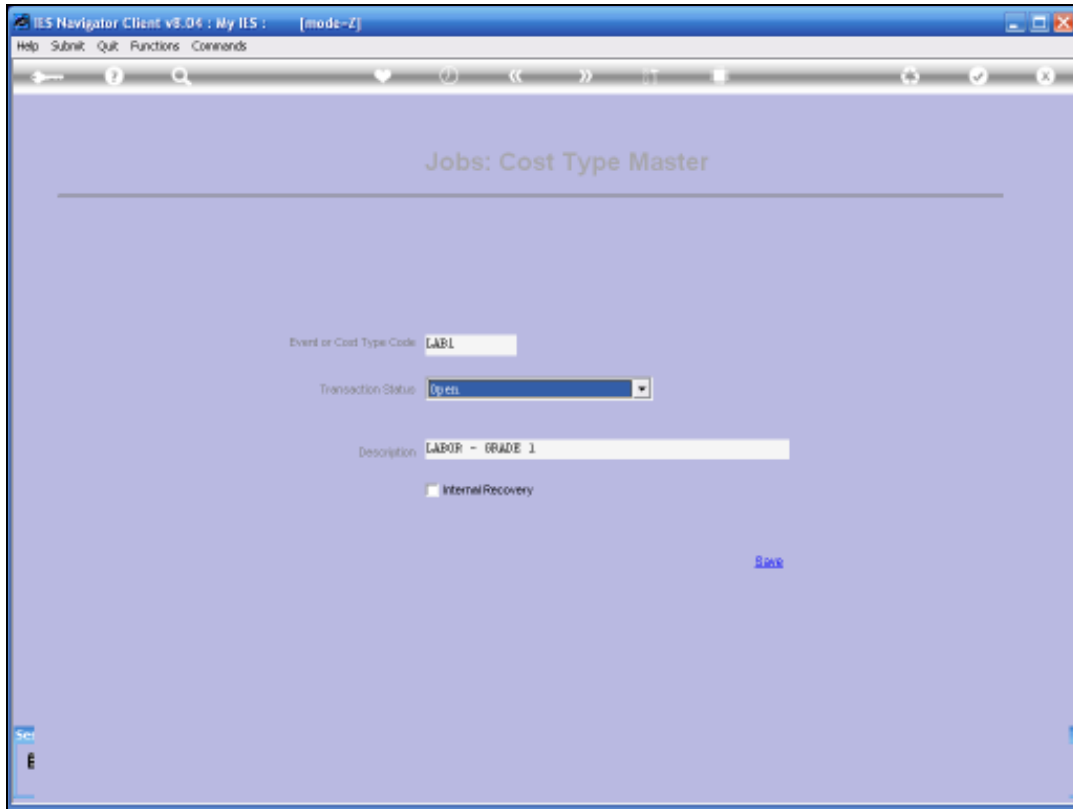 IES Navigator Client v8.04 : My IES : [mode-Z]
Help Submit Quit Functions Commands
Jobs: Cost Type Master
Event or Cost Type Code LAB1
Transaction Status Open
Description LABOR - GRADE 1
Internal Recovery
Save